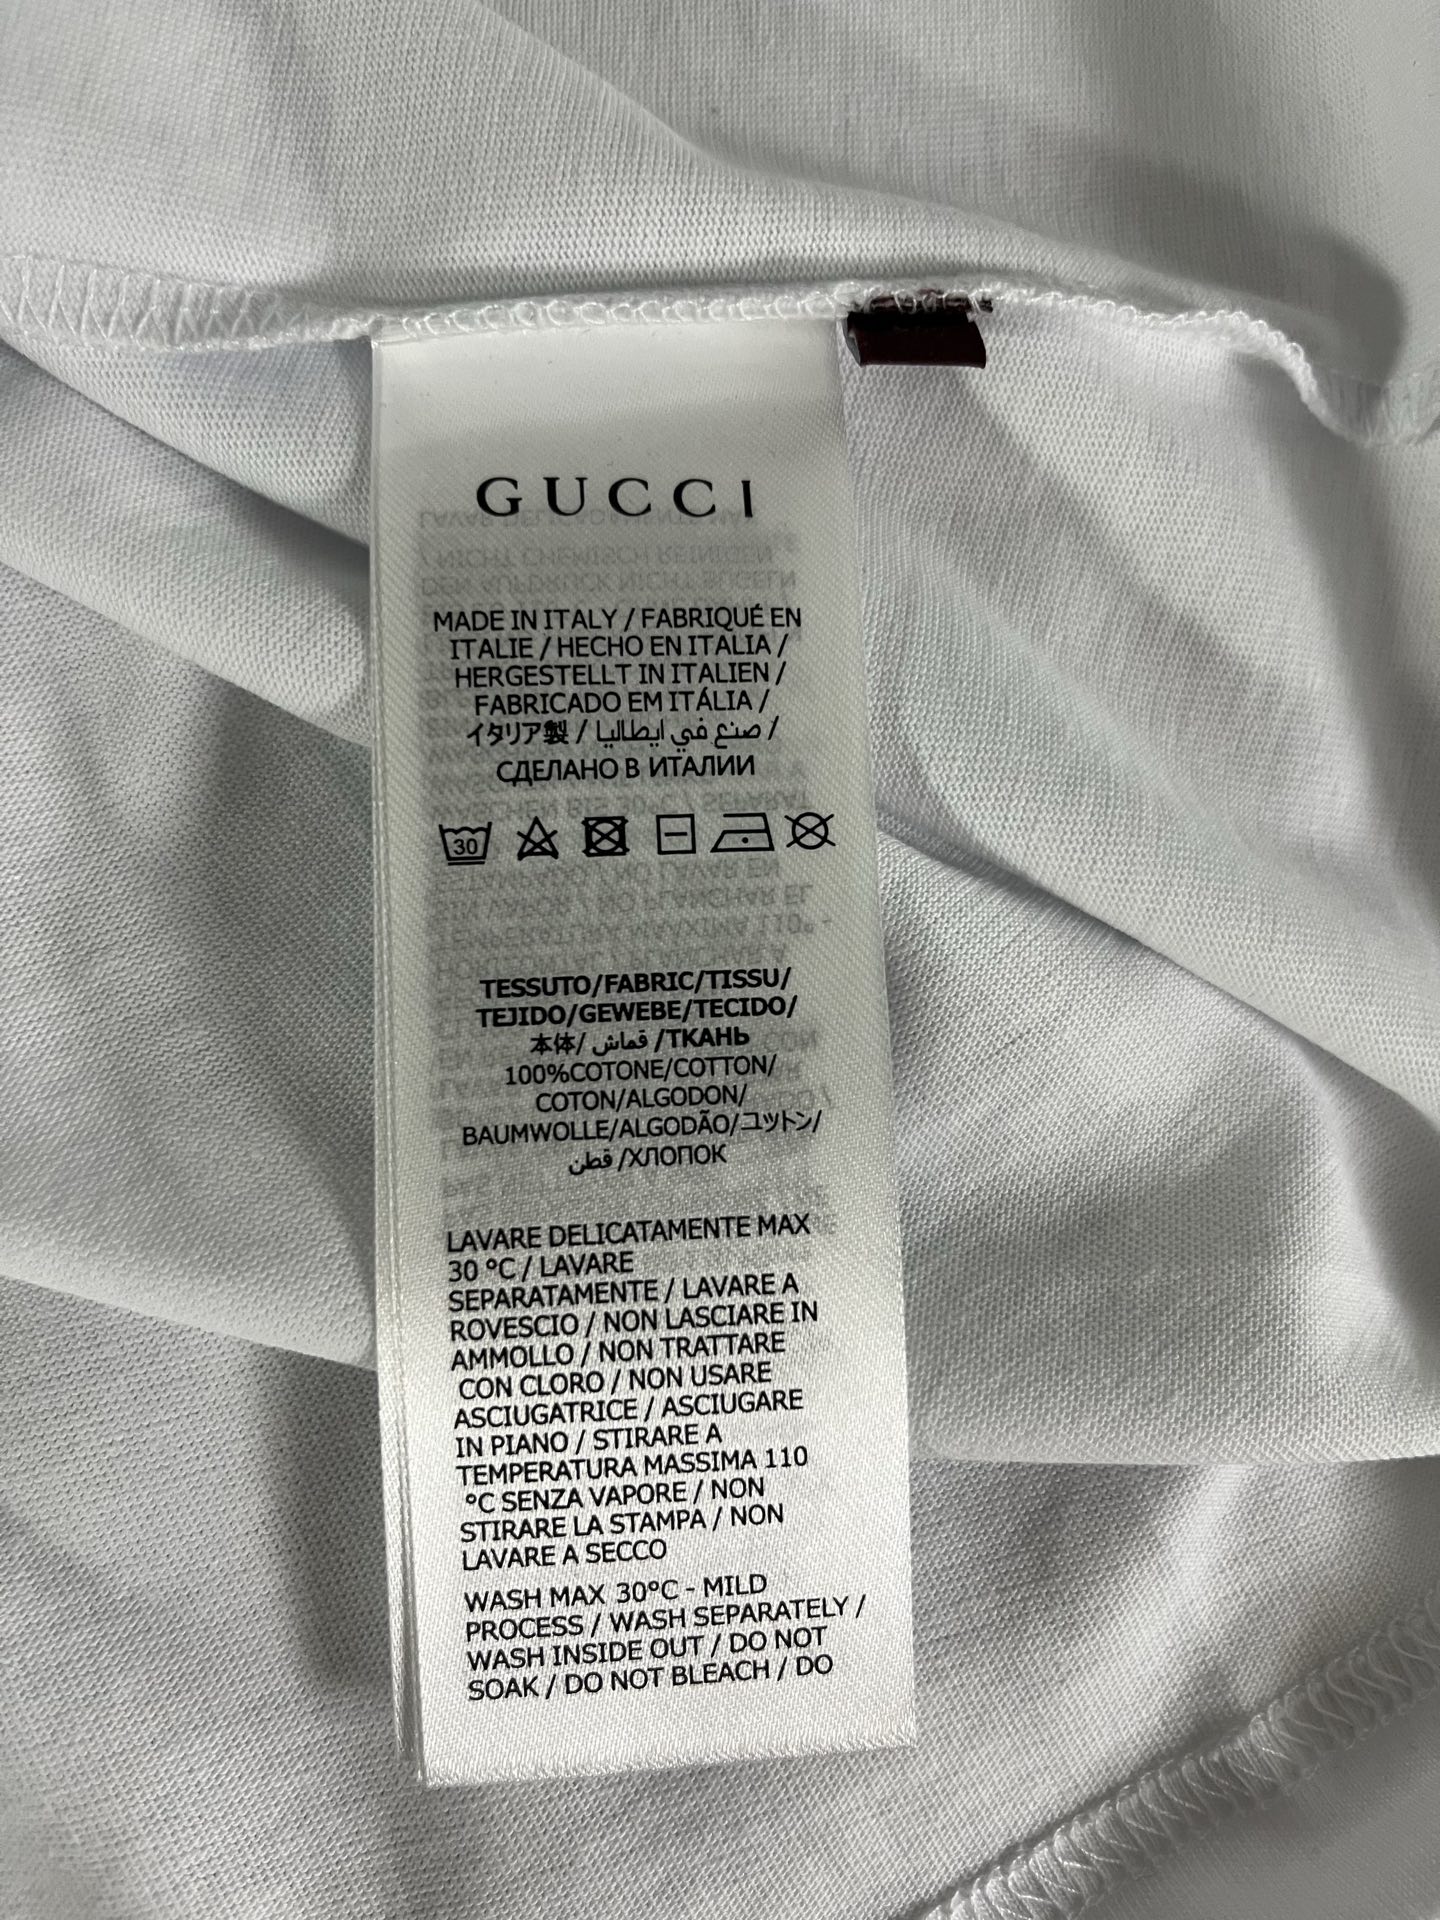 GUCCI
MADE IN ITALY / FABRIQUÉ EN
ITALIE / HECHO EN ITALIA /
HERGESTELLT IN ITALIEN /
FABRICADO EM ITÁLIA /
イタリア製 / صنع في ايطاليا /
СДЕЛАНО В ИТАЛИИ
30
TESSUTO/FABRIC/TISSU/
TEJIDO/GEWEBE/TECIDO/
本体/ قماش /ТКАНЬ
100%COTONE/COTTON/
COTON/ALGODON/
BAUMWOLLE/ALGODÃO/コットン/
قطن /ХЛОПОК
LAVARE DELICATAMENTE MAX
30 °C / LAVARE
SEPARATAMENTE / LAVARE A
ROVESCIO / NON LASCIARE IN
AMMOLLO / NON TRATTARE
CON CLORO / NON USARE
ASCIUGATRICE / ASCIUGARE
IN PIANO / STIRARE A
TEMPERATURA MASSIMA 110
°C SENZA VAPORE / NON
STIRARE LA STAMPA / NON
LAVARE A SECCO
WASH MAX 30°C - MILD
PROCESS / WASH SEPARATELY /
WASH INSIDE OUT / DO NOT
SOAK / DO NOT BLEACH / DO